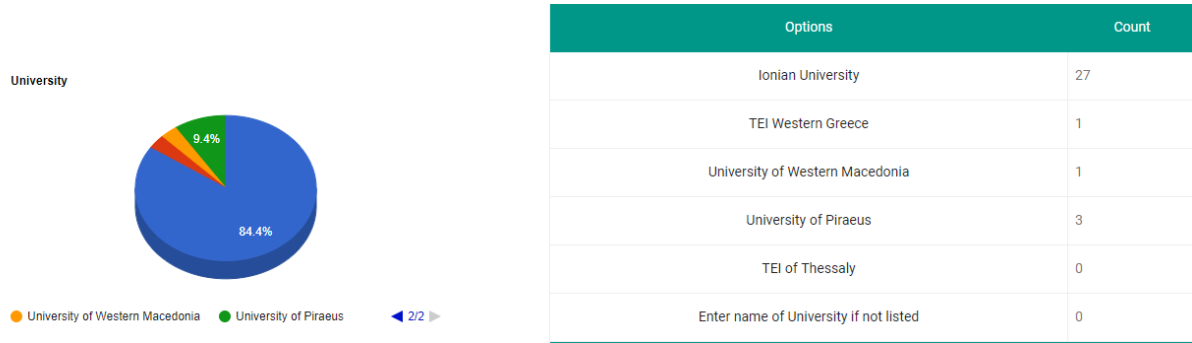 University
9.4%
84.4%
University of Western Macedonia University of Piraeus 2/2
Options Count
Ionian University 27
TEI Western Greece 1
University of Western Macedonia 1
University of Piraeus 3
TEI of Thessaly 0
Enter name of University if not listed 0